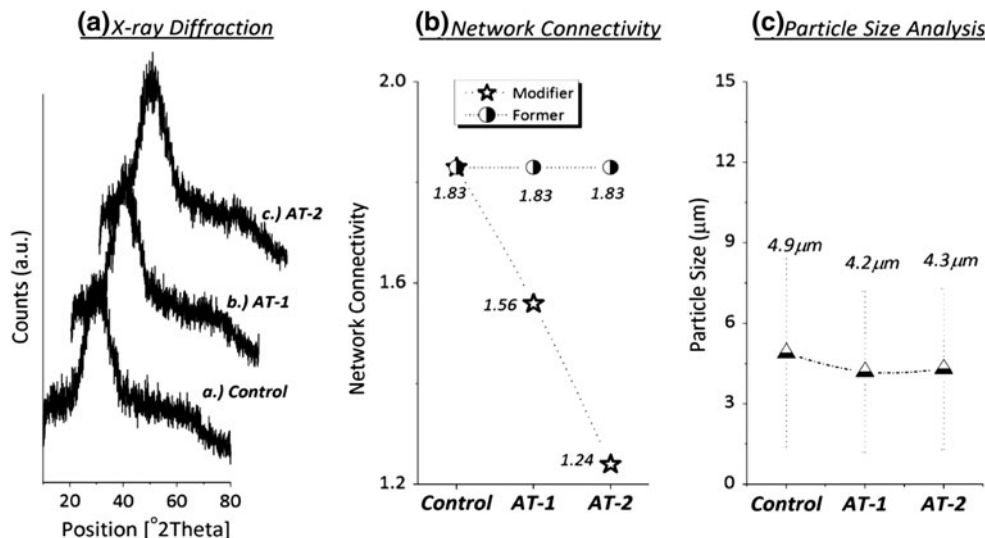 (a) X-ray Diffraction
Counts (a.u.)
c.) AT-2
b.) AT-1
a.) Control
20 40 60 80
Position [°2Theta]
(b) Network Connectivity
Network Connectivity
2.0
1.6
1.2
Modifier
Former
1.83 1.83 1.83
1.56
1.24
Control AT-1 AT-2
(c) Particle Size Analysis
Particle Size (μm)
15
12
9
6
3
0
4.9μm
4.2μm
4.3μm
Control AT-1 AT-2